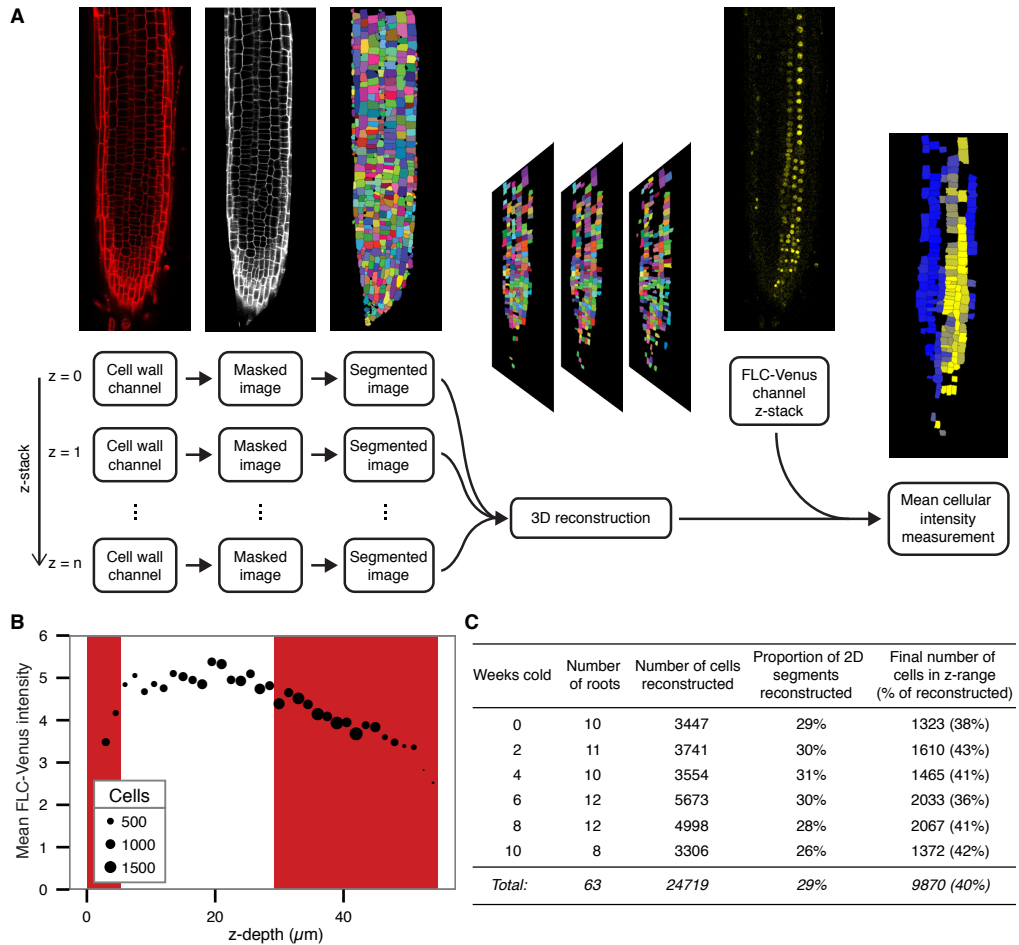 A
z-stack
z = 0
Cell wall
channel
Masked
image
Segmented
image
z = 1
Cell wall
channel
Masked
image
Segmented
image
z = n
Cell wall
channel
Masked
image
Segmented
image
3D reconstruction
FLC-Venus
channel
z-stack
Mean cellular
intensity
measurement
B
Mean FLC-Venus intensity
6
5
4
3
2
1
0
Cells
500
1000
1500
0 20 40
z-depth (µm)
C
Weeks cold Number of roots Number of cells reconstructed Proportion of 2D segments reconstructed Final number of cells in z-range (% of reconstructed)
0 10 3447 29% 1323 (38%)
2 11 3741 30% 1610 (43%)
4 10 3554 31% 1465 (41%)
6 12 5673 30% 2033 (36%)
8 12 4998 28% 2067 (41%)
10 8 3306 26% 1372 (42%)
Total: 63 24719 29% 9870 (40%)